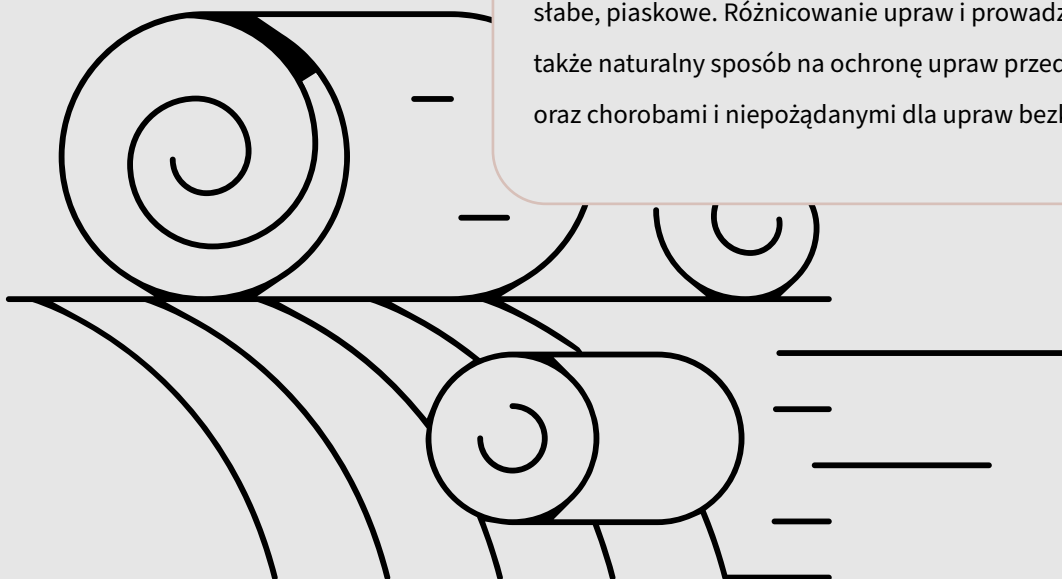 słabe, piaskowe. Różnicowanie upraw i
także naturalny sposób na ochronę upraw
oraz chorobami i niepożądanymi dla upraw